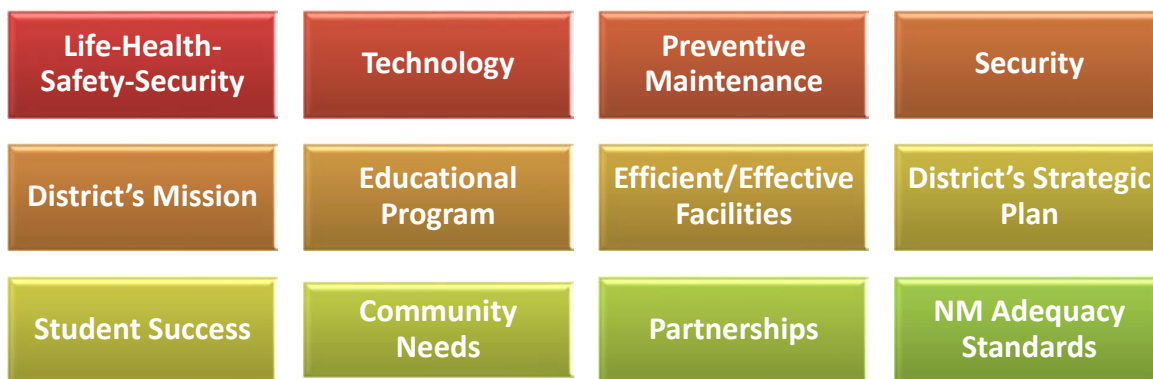 Life-Health-
Safety-Security
Technology
Preventive
Maintenance
Security
District’s Mission
Educational
Program
Efficient/Effective
Facilities
District’s Strategic
Plan
Student Success
Community
Needs
Partnerships
NM Adequacy
Standards